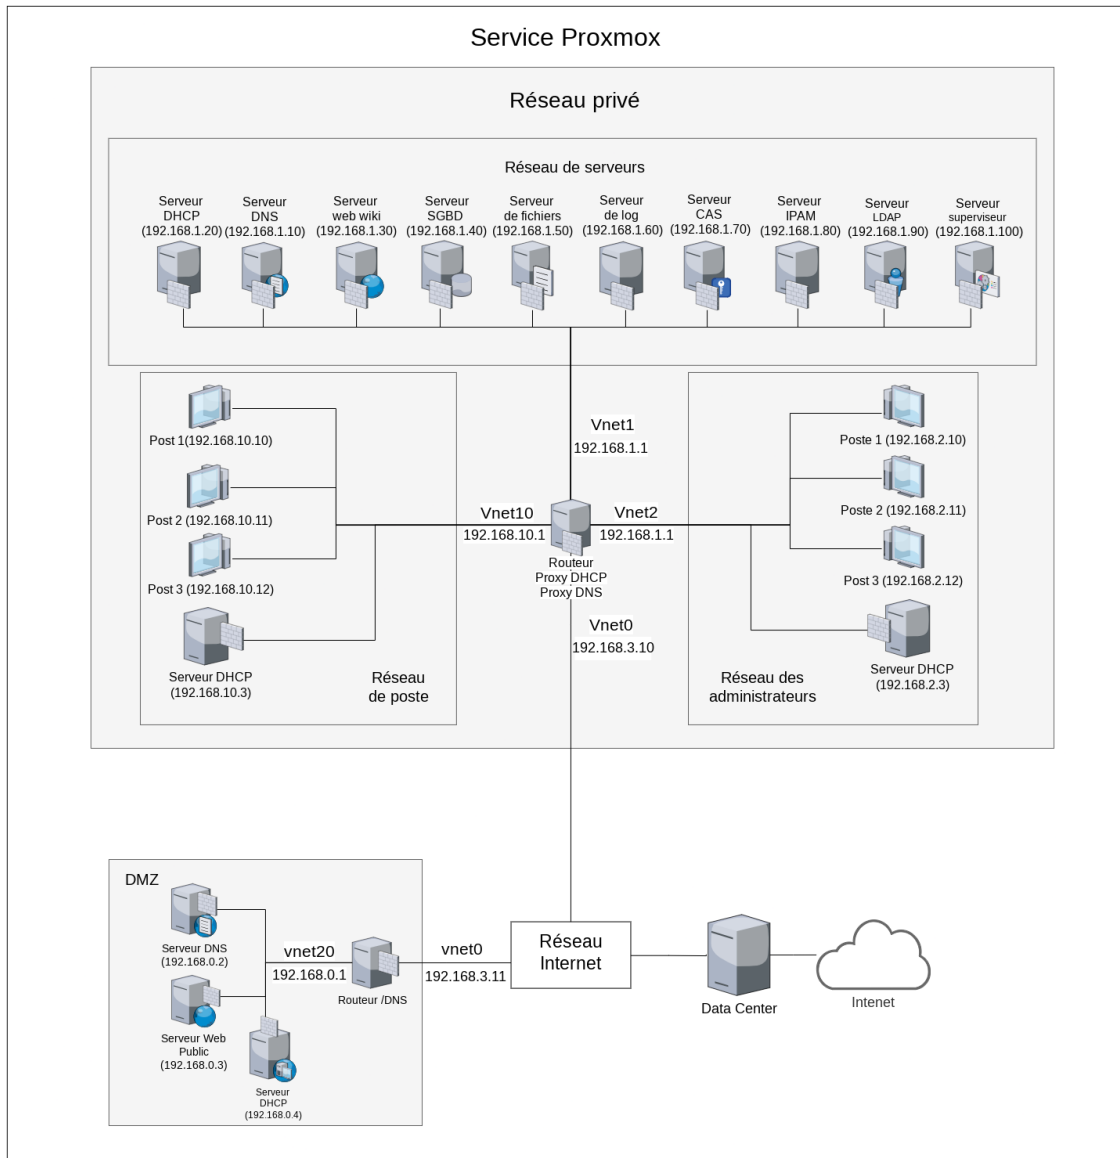 Service Proxmox
Réseau privé
Réseau de serveurs
Serveur
DHCP
(192.168.1.20)
Serveur
DNS
(192.168.1.10)
Serveur
web wiki
(192.168.1.30)
Serveur
SGBD
(192.168.1.40)
Serveur
de fichiers
(192.168.1.50)
Serveur
de log
(192.168.1.60)
Serveur
CAS
(192.168.1.70)
Serveur
IPAM
(192.168.1.80)
Serveur
LDAP
(192.168.1.90)
Serveur
superviseur
(192.168.1.100)
Post 1(192.168.10.10)
Post 2 (192.168.10.11)
Post 3 (192.168.10.12)
Serveur DHCP
(192.168.10.3)
Réseau
de poste
Vnet1
192.168.1.1
Vnet10
192.168.10.1
Vnet2
192.168.1.1
Routeur
Proxy DHCP
Proxy DNS
Vnet0
192.168.3.10
Poste 1 (192.168.2.10)
Poste 2 (192.168.2.11)
Post 3 (192.168.2.12)
Serveur DHCP
(192.168.2.3)
Réseau des
administrateurs
DMZ
Serveur DNS
(192.168.0.2)
Serveur Web
Public
(192.168.0.3)
Serveur
DHCP
(192.168.0.4)
vnet20
192.168.0.1
Routeur /DNS
vnet0
192.168.3.11
Réseau
Internet
Data Center
Intenet